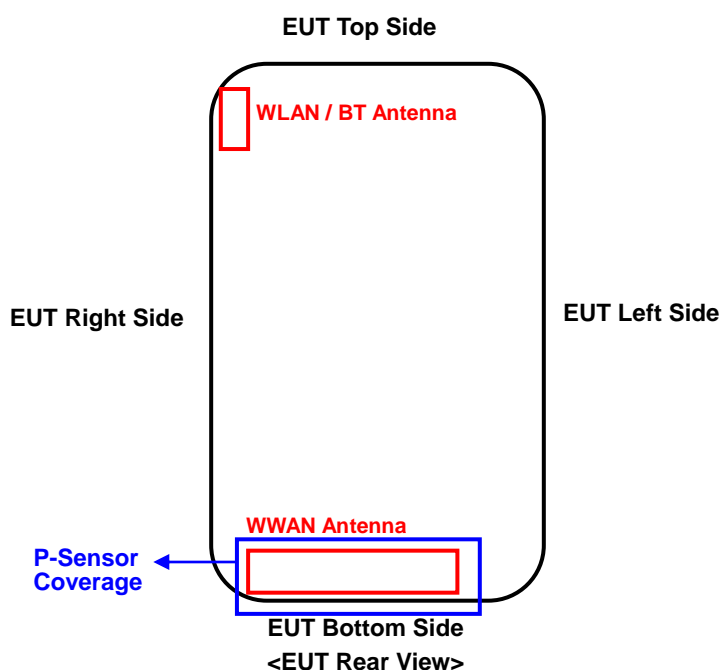 EUT Top Side
WLAN / BT Antenna
EUT Right Side
EUT Left Side
WWAN Antenna
P-Sensor
Coverage
EUT Bottom Side
<EUT Rear View>